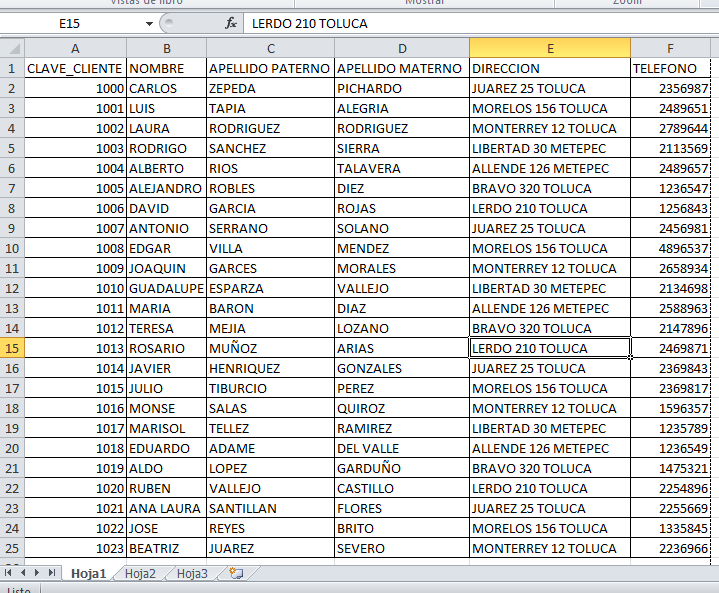 Vistas de libro Mostrar Zoom
E15 fx LERDO 210 TOLUCA
A B C D E F
1 CLAVE_CLIENTE NOMBRE APELLIDO PATERNO APELLIDO MATERNO DIRECCION TELEFONO
2 1000 CARLOS ZEPEDA PICHARDO JUAREZ 25 TOLUCA 2356987
3 1001 LUIS TAPIA ALEGRIA MORELOS 156 TOLUCA 2489651
4 1002 LAURA RODRIGUEZ RODRIGUEZ MONTERREY 12 TOLUCA 2789644
5 1003 RODRIGO SANCHEZ SIERRA LIBERTAD 30 METEPEC 2113569
6 1004 ALBERTO RIOS TALAVERA ALLENDE 126 METEPEC 2489657
7 1005 ALEJANDRO ROBLES DIEZ BRAVO 320 TOLUCA 1236547
8 1006 DAVID GARCIA ROJAS LERDO 210 TOLUCA 1256843
9 1007 ANTONIO SERRANO SOLANO JUAREZ 25 TOLUCA 2456981
10 1008 EDGAR VILLA MENDEZ MORELOS 156 TOLUCA 4896537
11 1009 JOAQUIN GARCES MORALES MONTERREY 12 TOLUCA 2658934
12 1010 GUADALUPE ESPARZA VALLEJO LIBERTAD 30 METEPEC 2134698
13 1011 MARIA BARON DIAZ ALLENDE 126 METEPEC 2588963
14 1012 TERESA MEJIA LOZANO BRAVO 320 TOLUCA 2147896
15 1013 ROSARIO MUÑOZ ARIAS LERDO 210 TOLUCA 2469871
16 1014 JAVIER HENRIQUEZ GONZALES JUAREZ 25 TOLUCA 2369843
17 1015 JULIO TIBURCIO PEREZ MORELOS 156 TOLUCA 2369817
18 1016 MONSE SALAS QUIROZ MONTERREY 12 TOLUCA 1596357
19 1017 MARISOL TELLEZ RAMIREZ LIBERTAD 30 METEPEC 1235789
20 1018 EDUARDO ADAME DEL VALLE ALLENDE 126 METEPEC 1236549
21 1019 ALDO LOPEZ GARDUÑO BRAVO 320 TOLUCA 1475321
22 1020 RUBEN VALLEJO CASTILLO LERDO 210 TOLUCA 2254896
23 1021 ANA LAURA SANTILLAN FLORES JUAREZ 25 TOLUCA 2255669
24 1022 JOSE REYES BRITO MORELOS 156 TOLUCA 1335845
25 1023 BEATRIZ JUAREZ SEVERO MONTERREY 12 TOLUCA 2236966
Hoja1 Hoja2 Hoja3
Listo